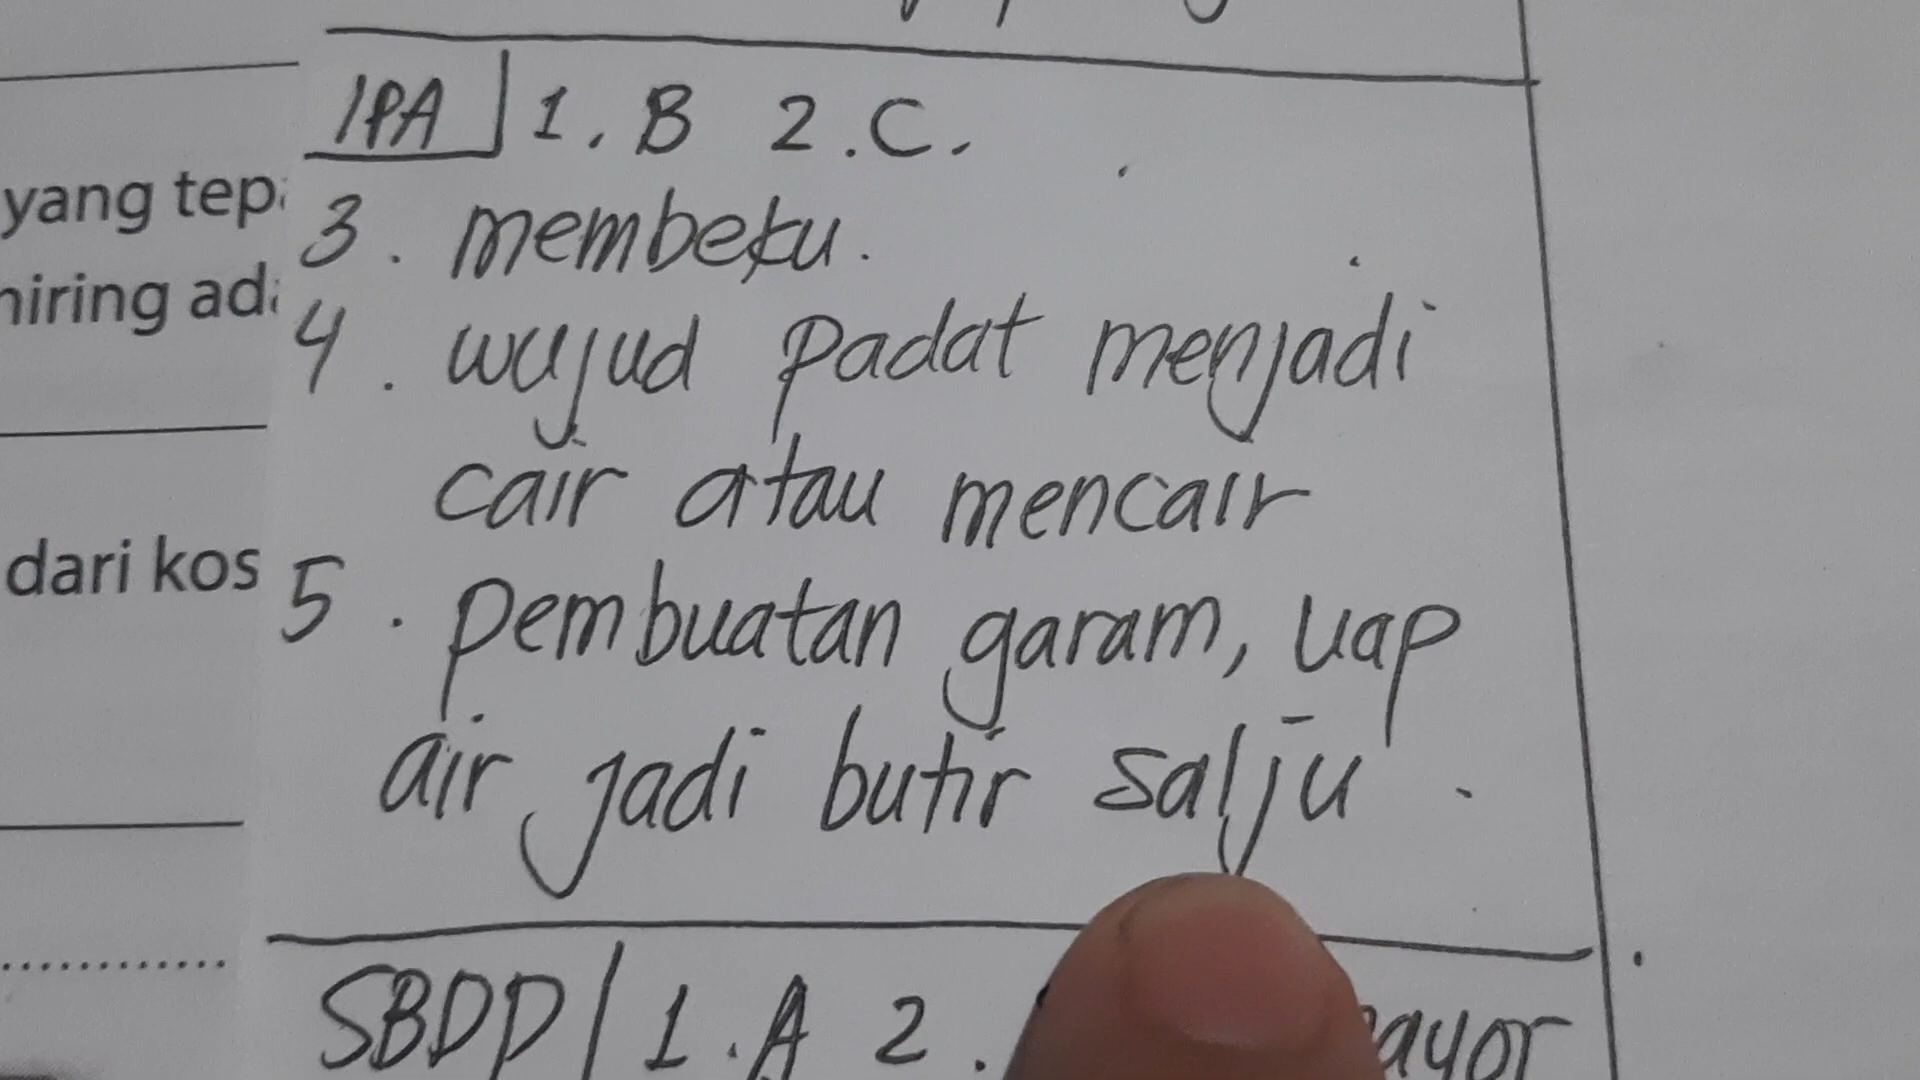 IPA 1. B 2. C.
yang tep
3. membeku.
hiring ad
4. wujud padat menjadi
cair atau mencair
dari kos
5. pembuatan garam, uap
air jadi butir salju.
SBDP 1. A 2.